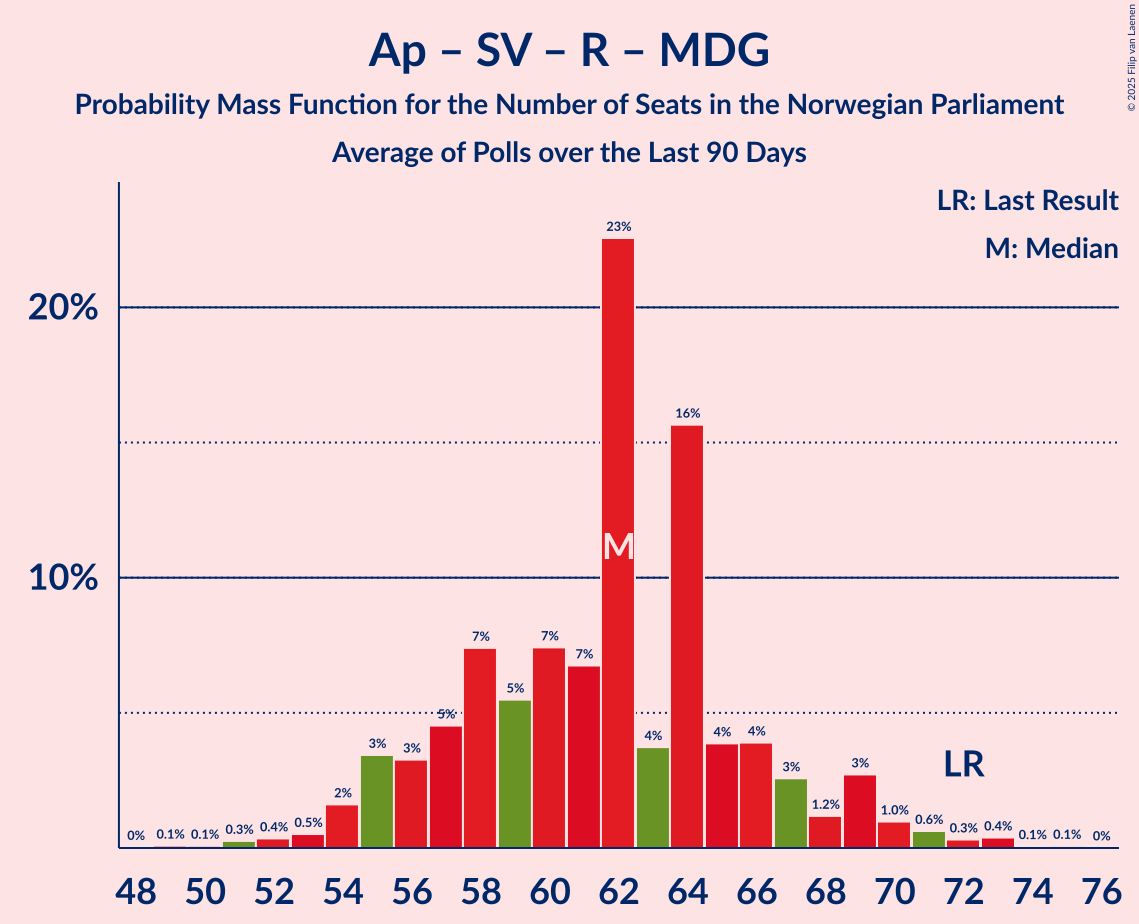 Ap – SV – R – MDG
Probability Mass Function for the Number of Seats in the Norwegian Parliament
Average of Polls over the Last 90 Days
© 2025 Filip van Laenen
LR: Last Result
M: Median
20%
10%
0% 0.1% 0.1% 0.3% 0.4% 0.5% 2% 3% 3% 5% 7% 5% 7% 7% 23% 4% 16% 4% 4% 3% 1.2% 3% 1.0% 0.6% 0.3% 0.4% 0.1% 0.1% 0%
M
LR
48 50 52 54 56 58 60 62 64 66 68 70 72 74 76